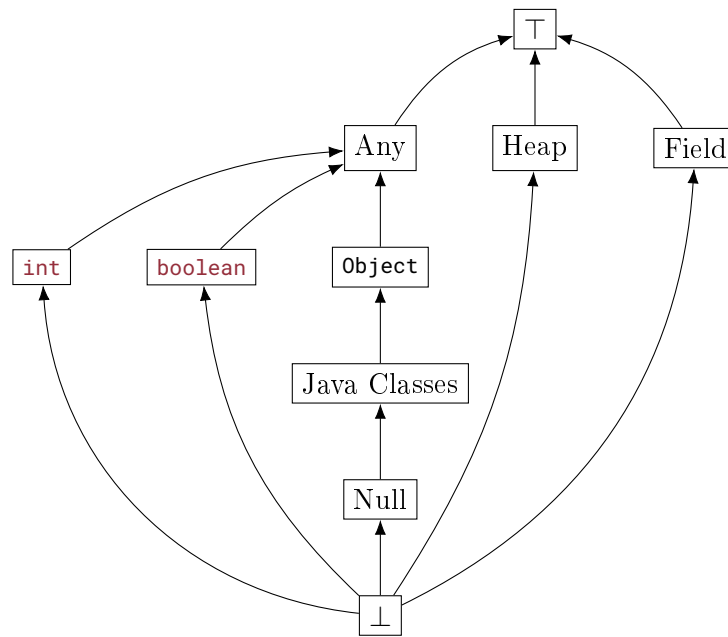 ⊤
Any
Heap
Field
int
boolean
Object
Java Classes
Null
⊥